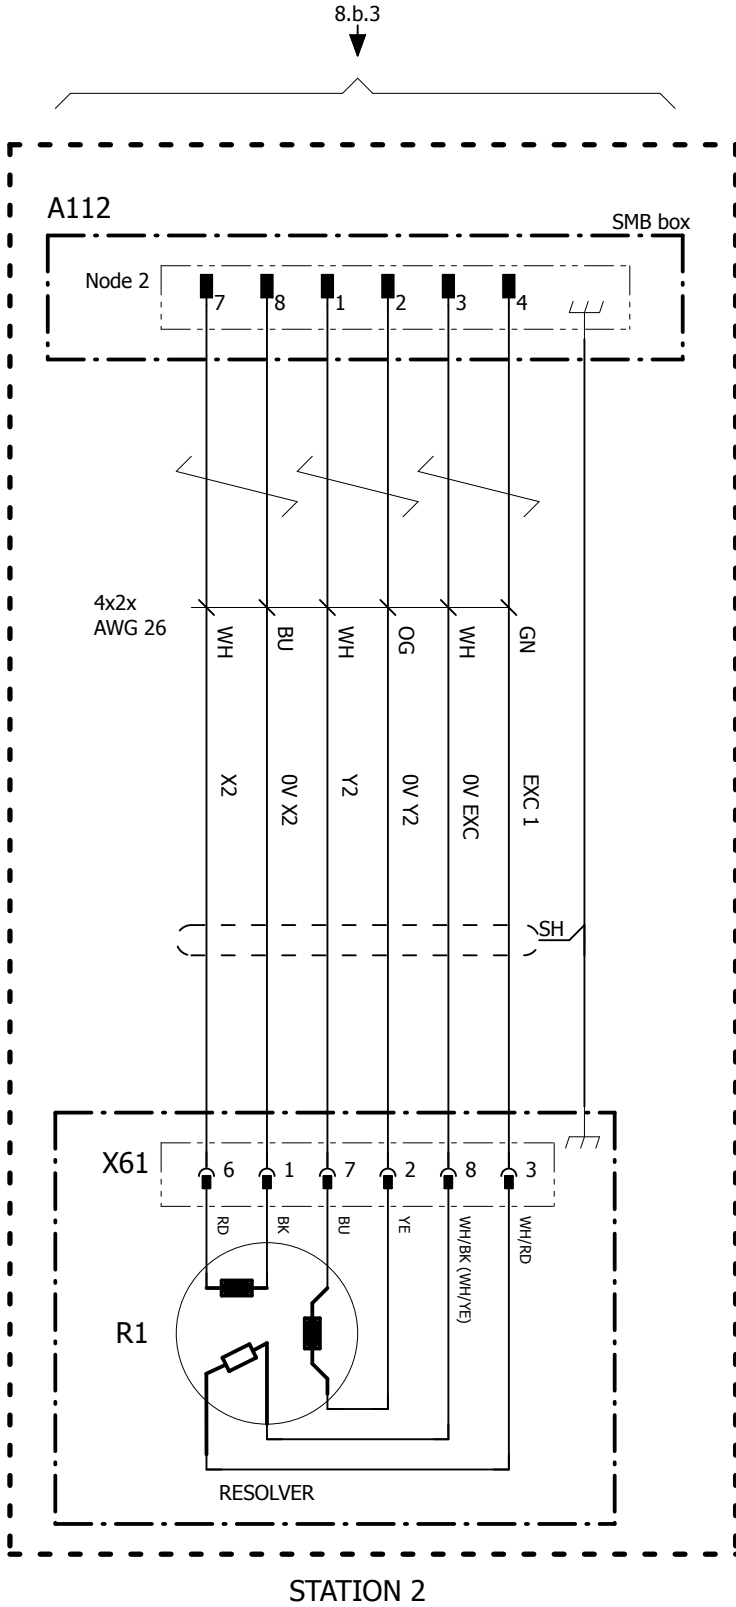 8.b.3
A112
SMB box
Node 2
7 8 1 2 3 4
4x2x
AWG 26
WH BU WH OG WH GN
X2 0V X2 Y2 0V Y2 0V EXC EXC 1
SH
X61
6 1 7 2 8 3
RD BK BU YE WH/BK (WH/YE) WH/RD
R1
RESOLVER
STATION 2